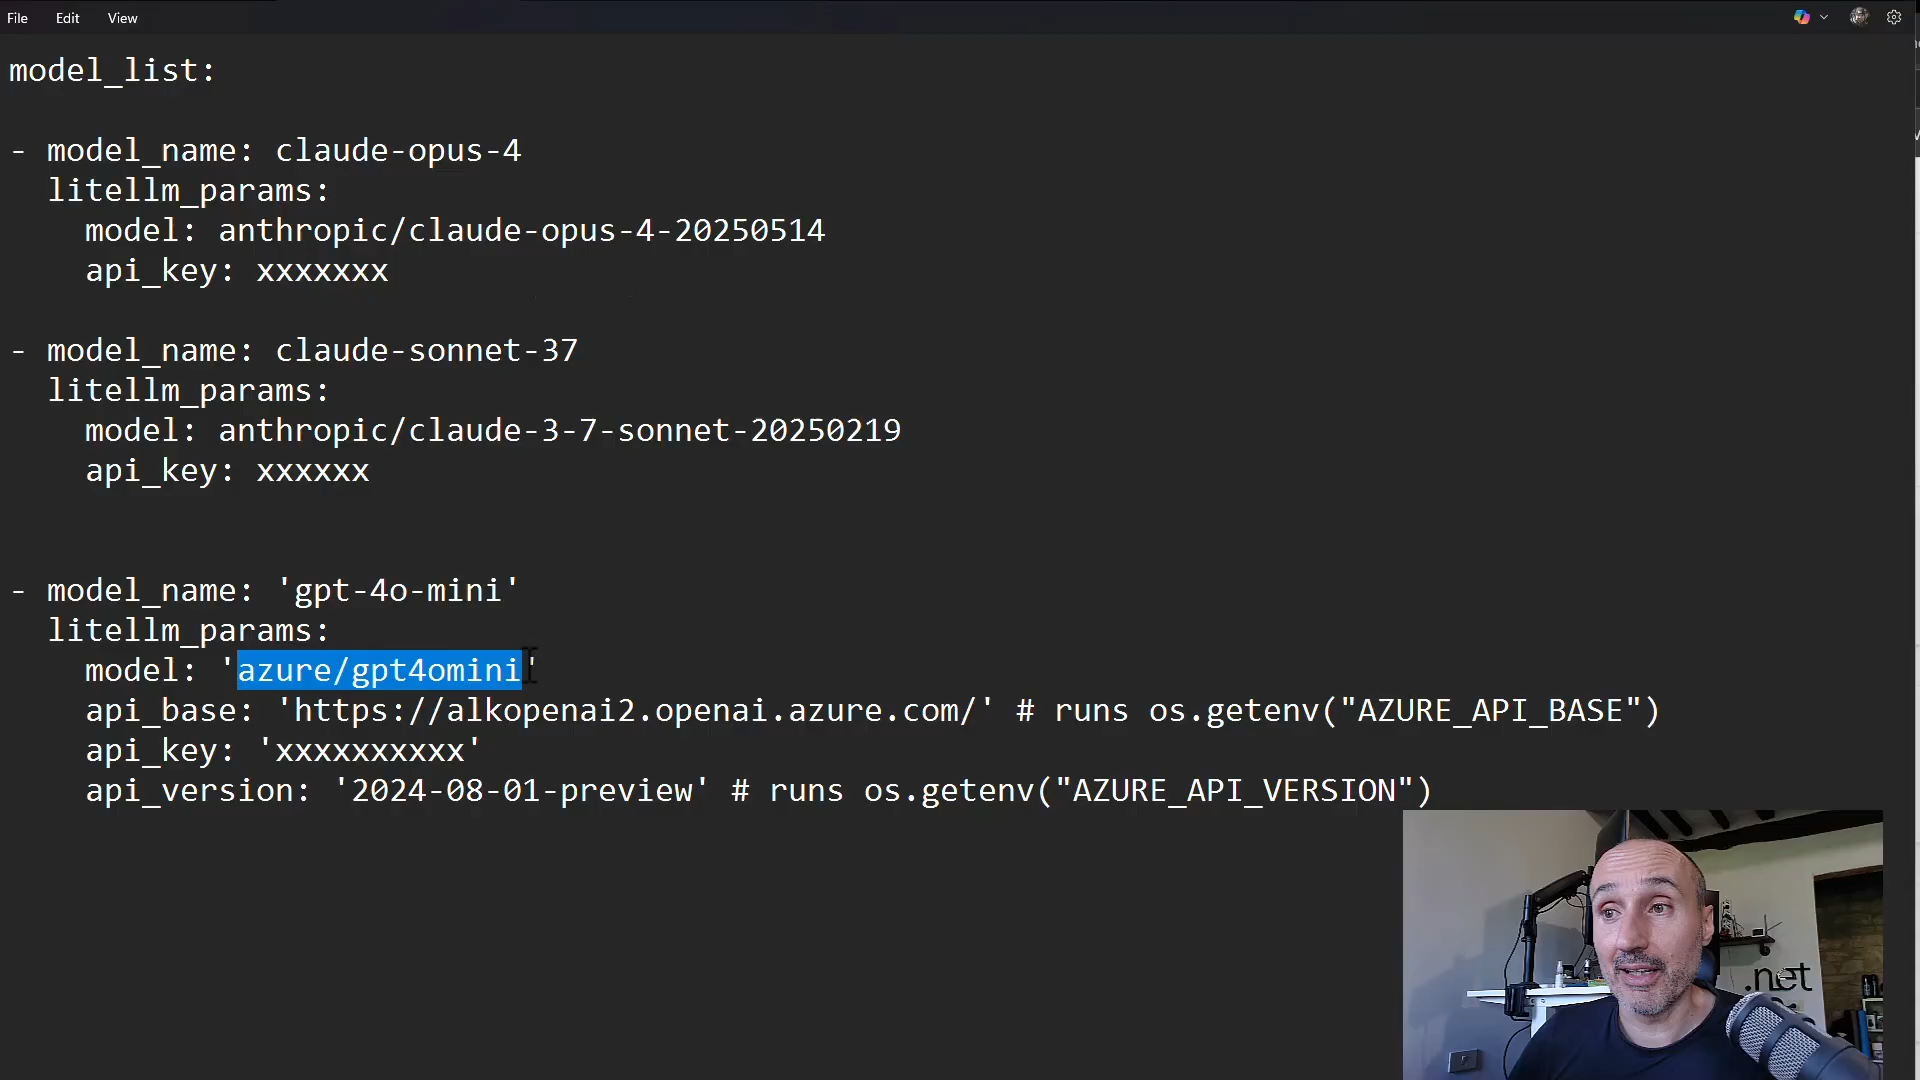 File Edit View
model_list:
- model_name: claude-opus-4
litellm_params:
model: anthropic/claude-opus-4-20250514
api_key: xxxxxxx
- model_name: claude-sonnet-37
litellm_params:
model: anthropic/claude-3-7-sonnet-20250219
api_key: xxxxxx
- model_name: 'gpt-4o-mini'
litellm_params:
model: 'azure/gpt4omini'
api_base: 'https://alkopenai2.openai.azure.com/' # runs os.getenv("AZURE_API_BASE")
api_key: 'xxxxxxxxxx'
api_version: '2024-08-01-preview' # runs os.getenv("AZURE_API_VERSION")
.net